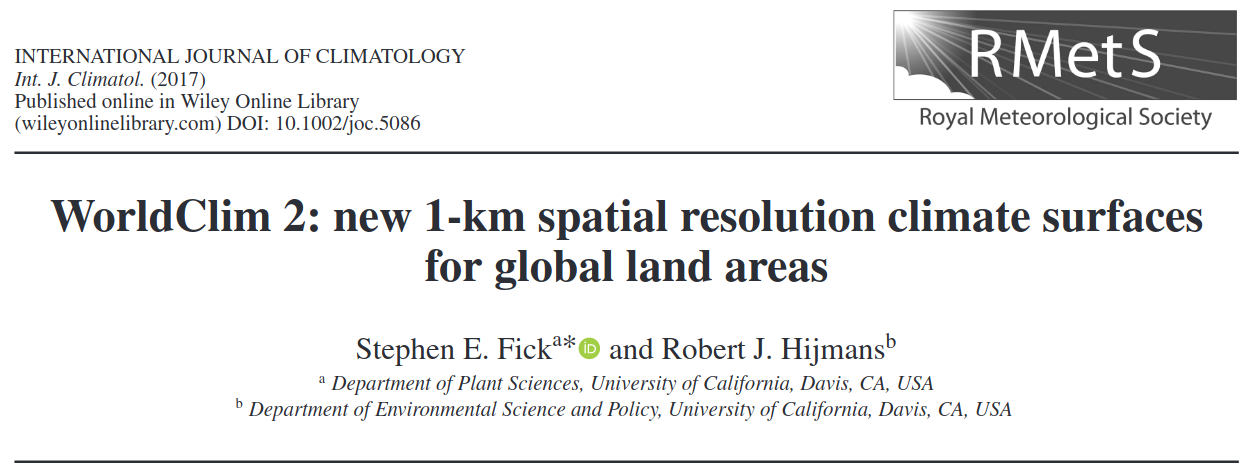 INTERNATIONAL JOURNAL OF CLIMATOLOGY
Int. J. Climatol. (2017)
Published online in Wiley Online Library
(wileyonlinelibrary.com) DOI: 10.1002/joc.5086
RMetS
Royal Meteorological Society
WorldClim 2: new 1-km spatial resolution climate surfaces
for global land areas
Stephen E. Fick^a* iD and Robert J. Hijmans^b
^a Department of Plant Sciences, University of California, Davis, CA, USA
^b Department of Environmental Science and Policy, University of California, Davis, CA, USA